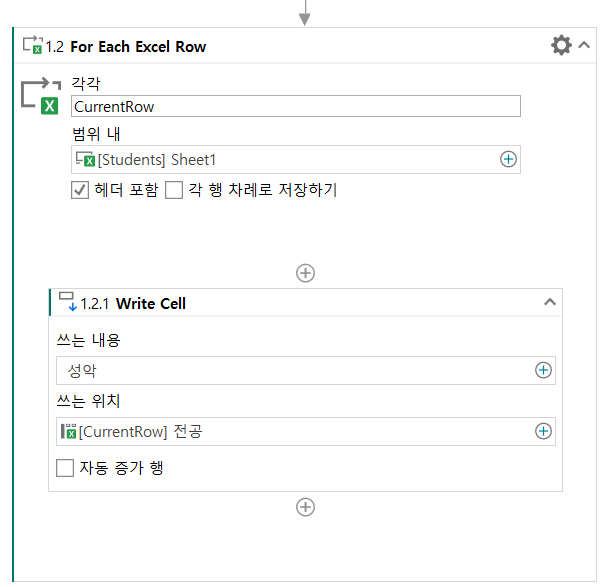 1.2 For Each Excel Row
각각
CurrentRow
범위 내
[Students] Sheet1
헤더 포함 각 행 차례로 저장하기
1.2.1 Write Cell
쓰는 내용
성악
쓰는 위치
[CurrentRow] 전공
자동 증가 행